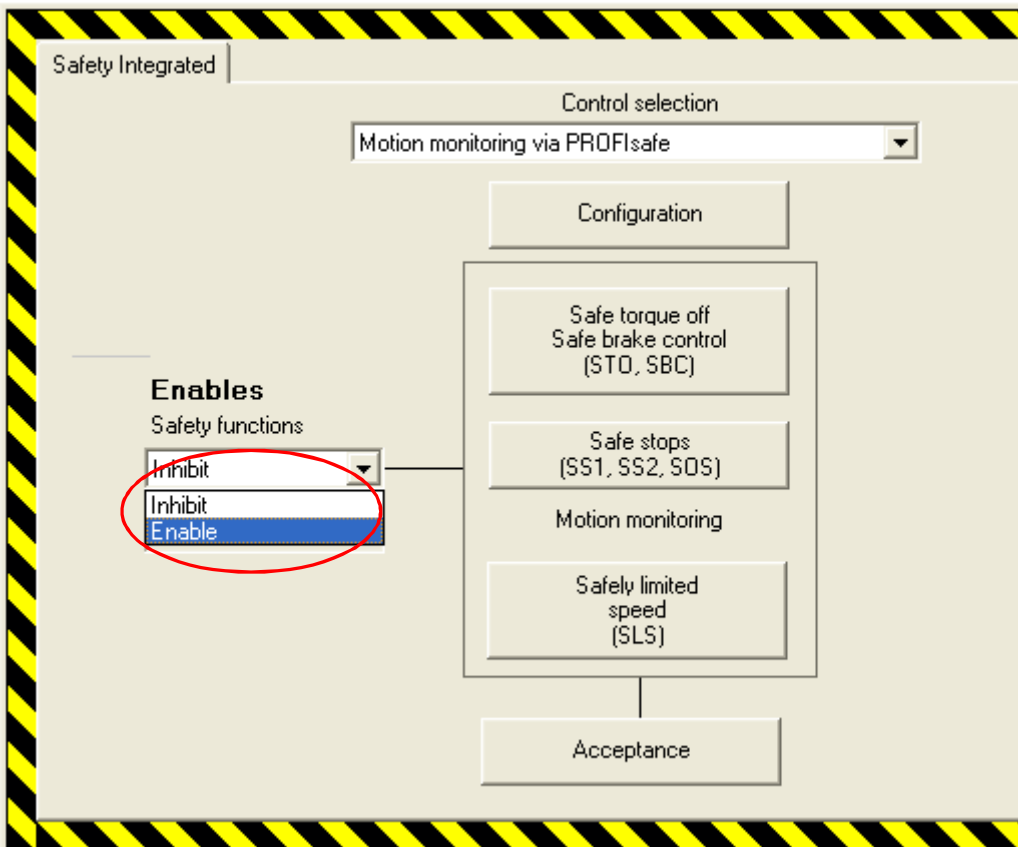 Safety Integrated
Control selection
Motion monitoring via PROFIsafe
Configuration
Safe torque off
Safe brake control
(STO, SBC)
Enables
Safety functions
Inhibit
Inhibit
Enable
Safe stops
(SS1, SS2, SOS)
Motion monitoring
Safely limited
speed
(SLS)
Acceptance